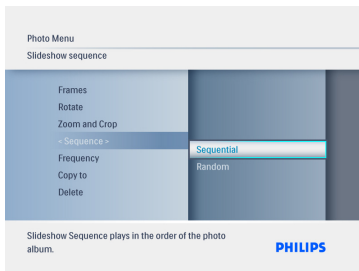 Photo Menu
Slideshow sequence
Frames
Rotate
Zoom and Crop
« Sequence »
Sequential
Frequency
Random
Copy to
Delete
Slideshow Sequence plays in the order of the photo
album.
PHILIPS